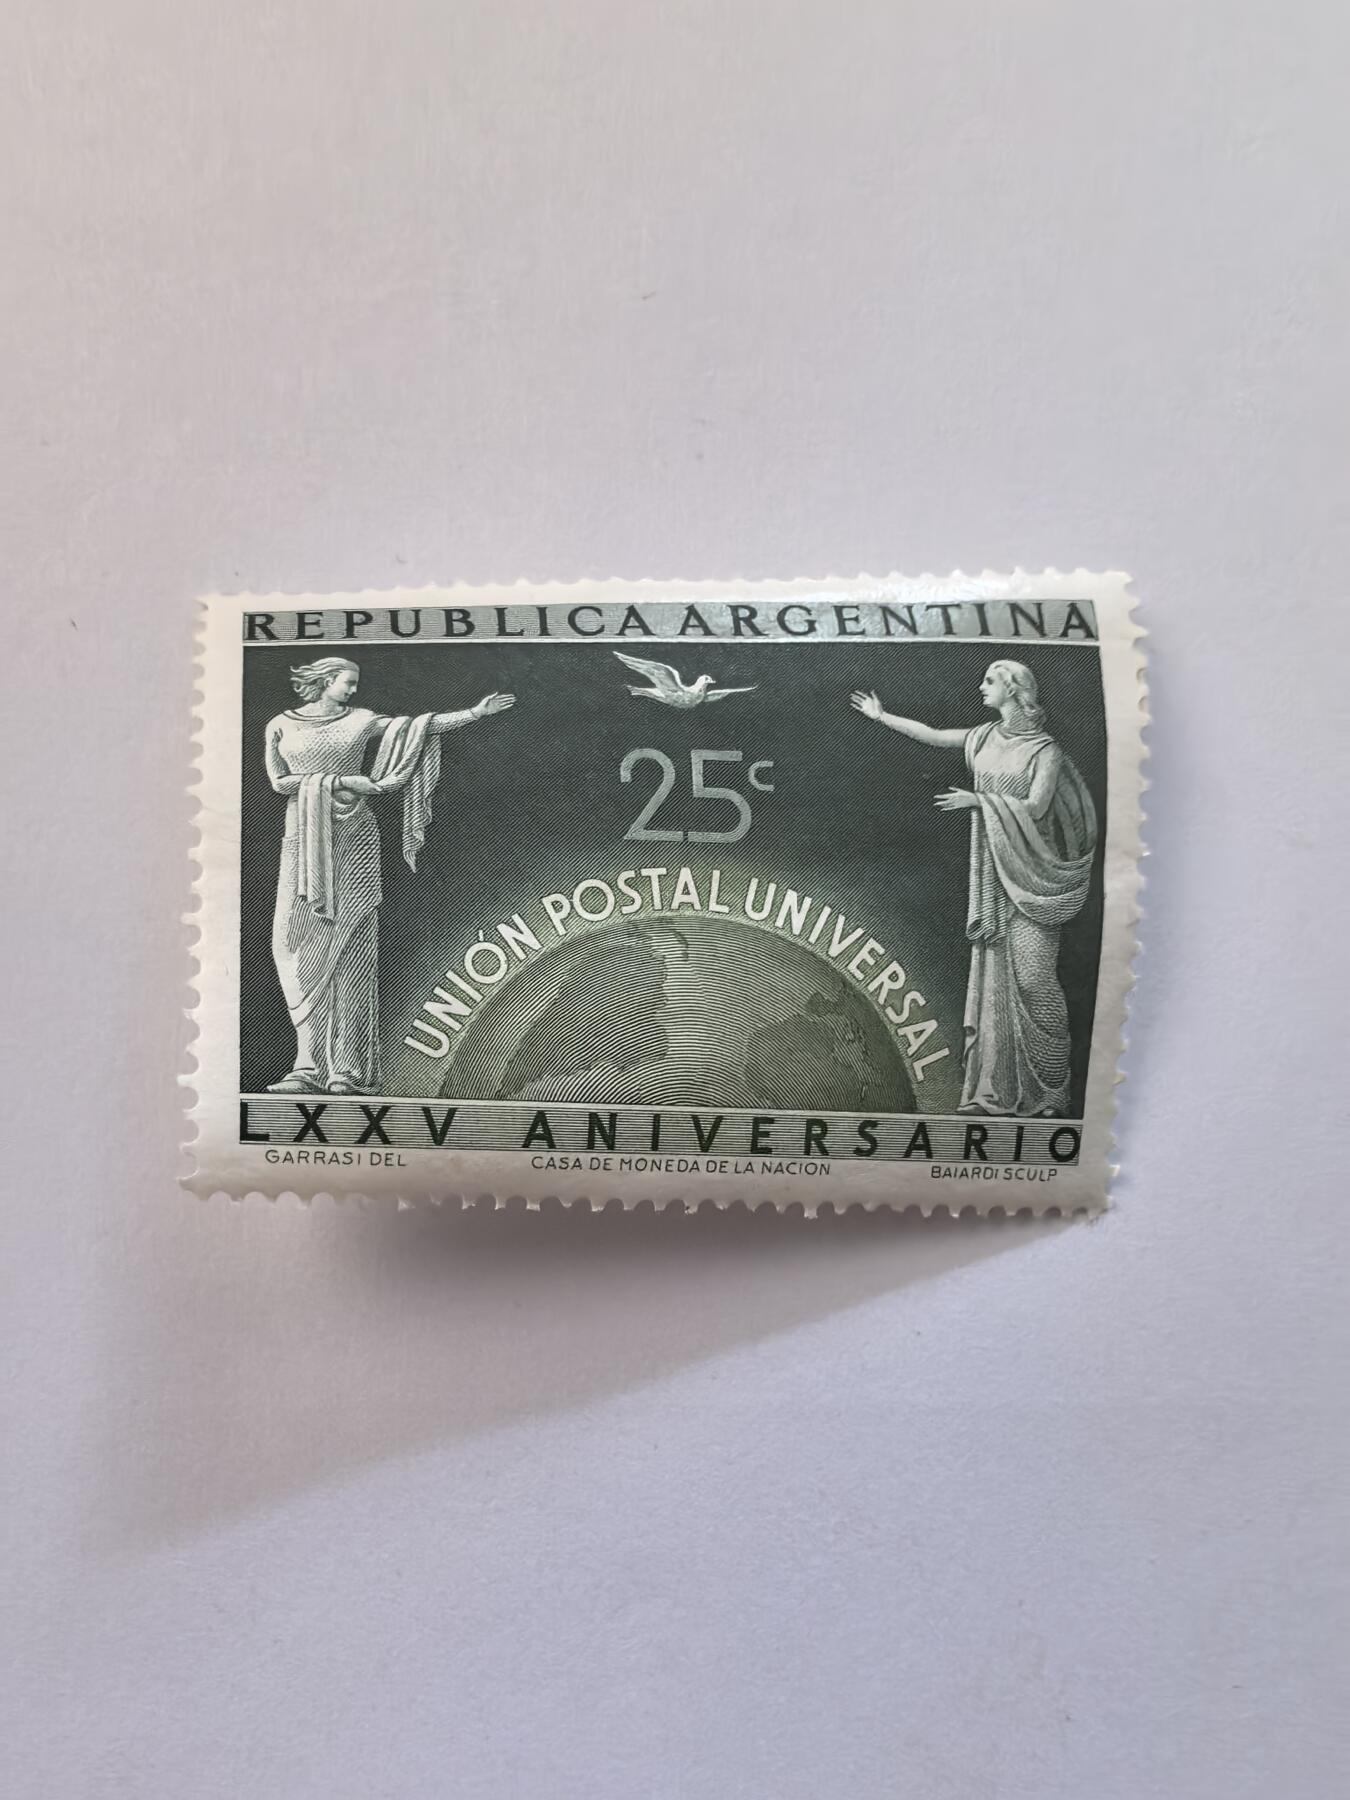 REPUBLICA ARGENTINA
25c
UNIÓN POSTAL UNIVERSAL
LXXV ANIVERSARIO
GARRASI DEL CASA DE MONEDA DE LA NACION BAIARDI SCULP